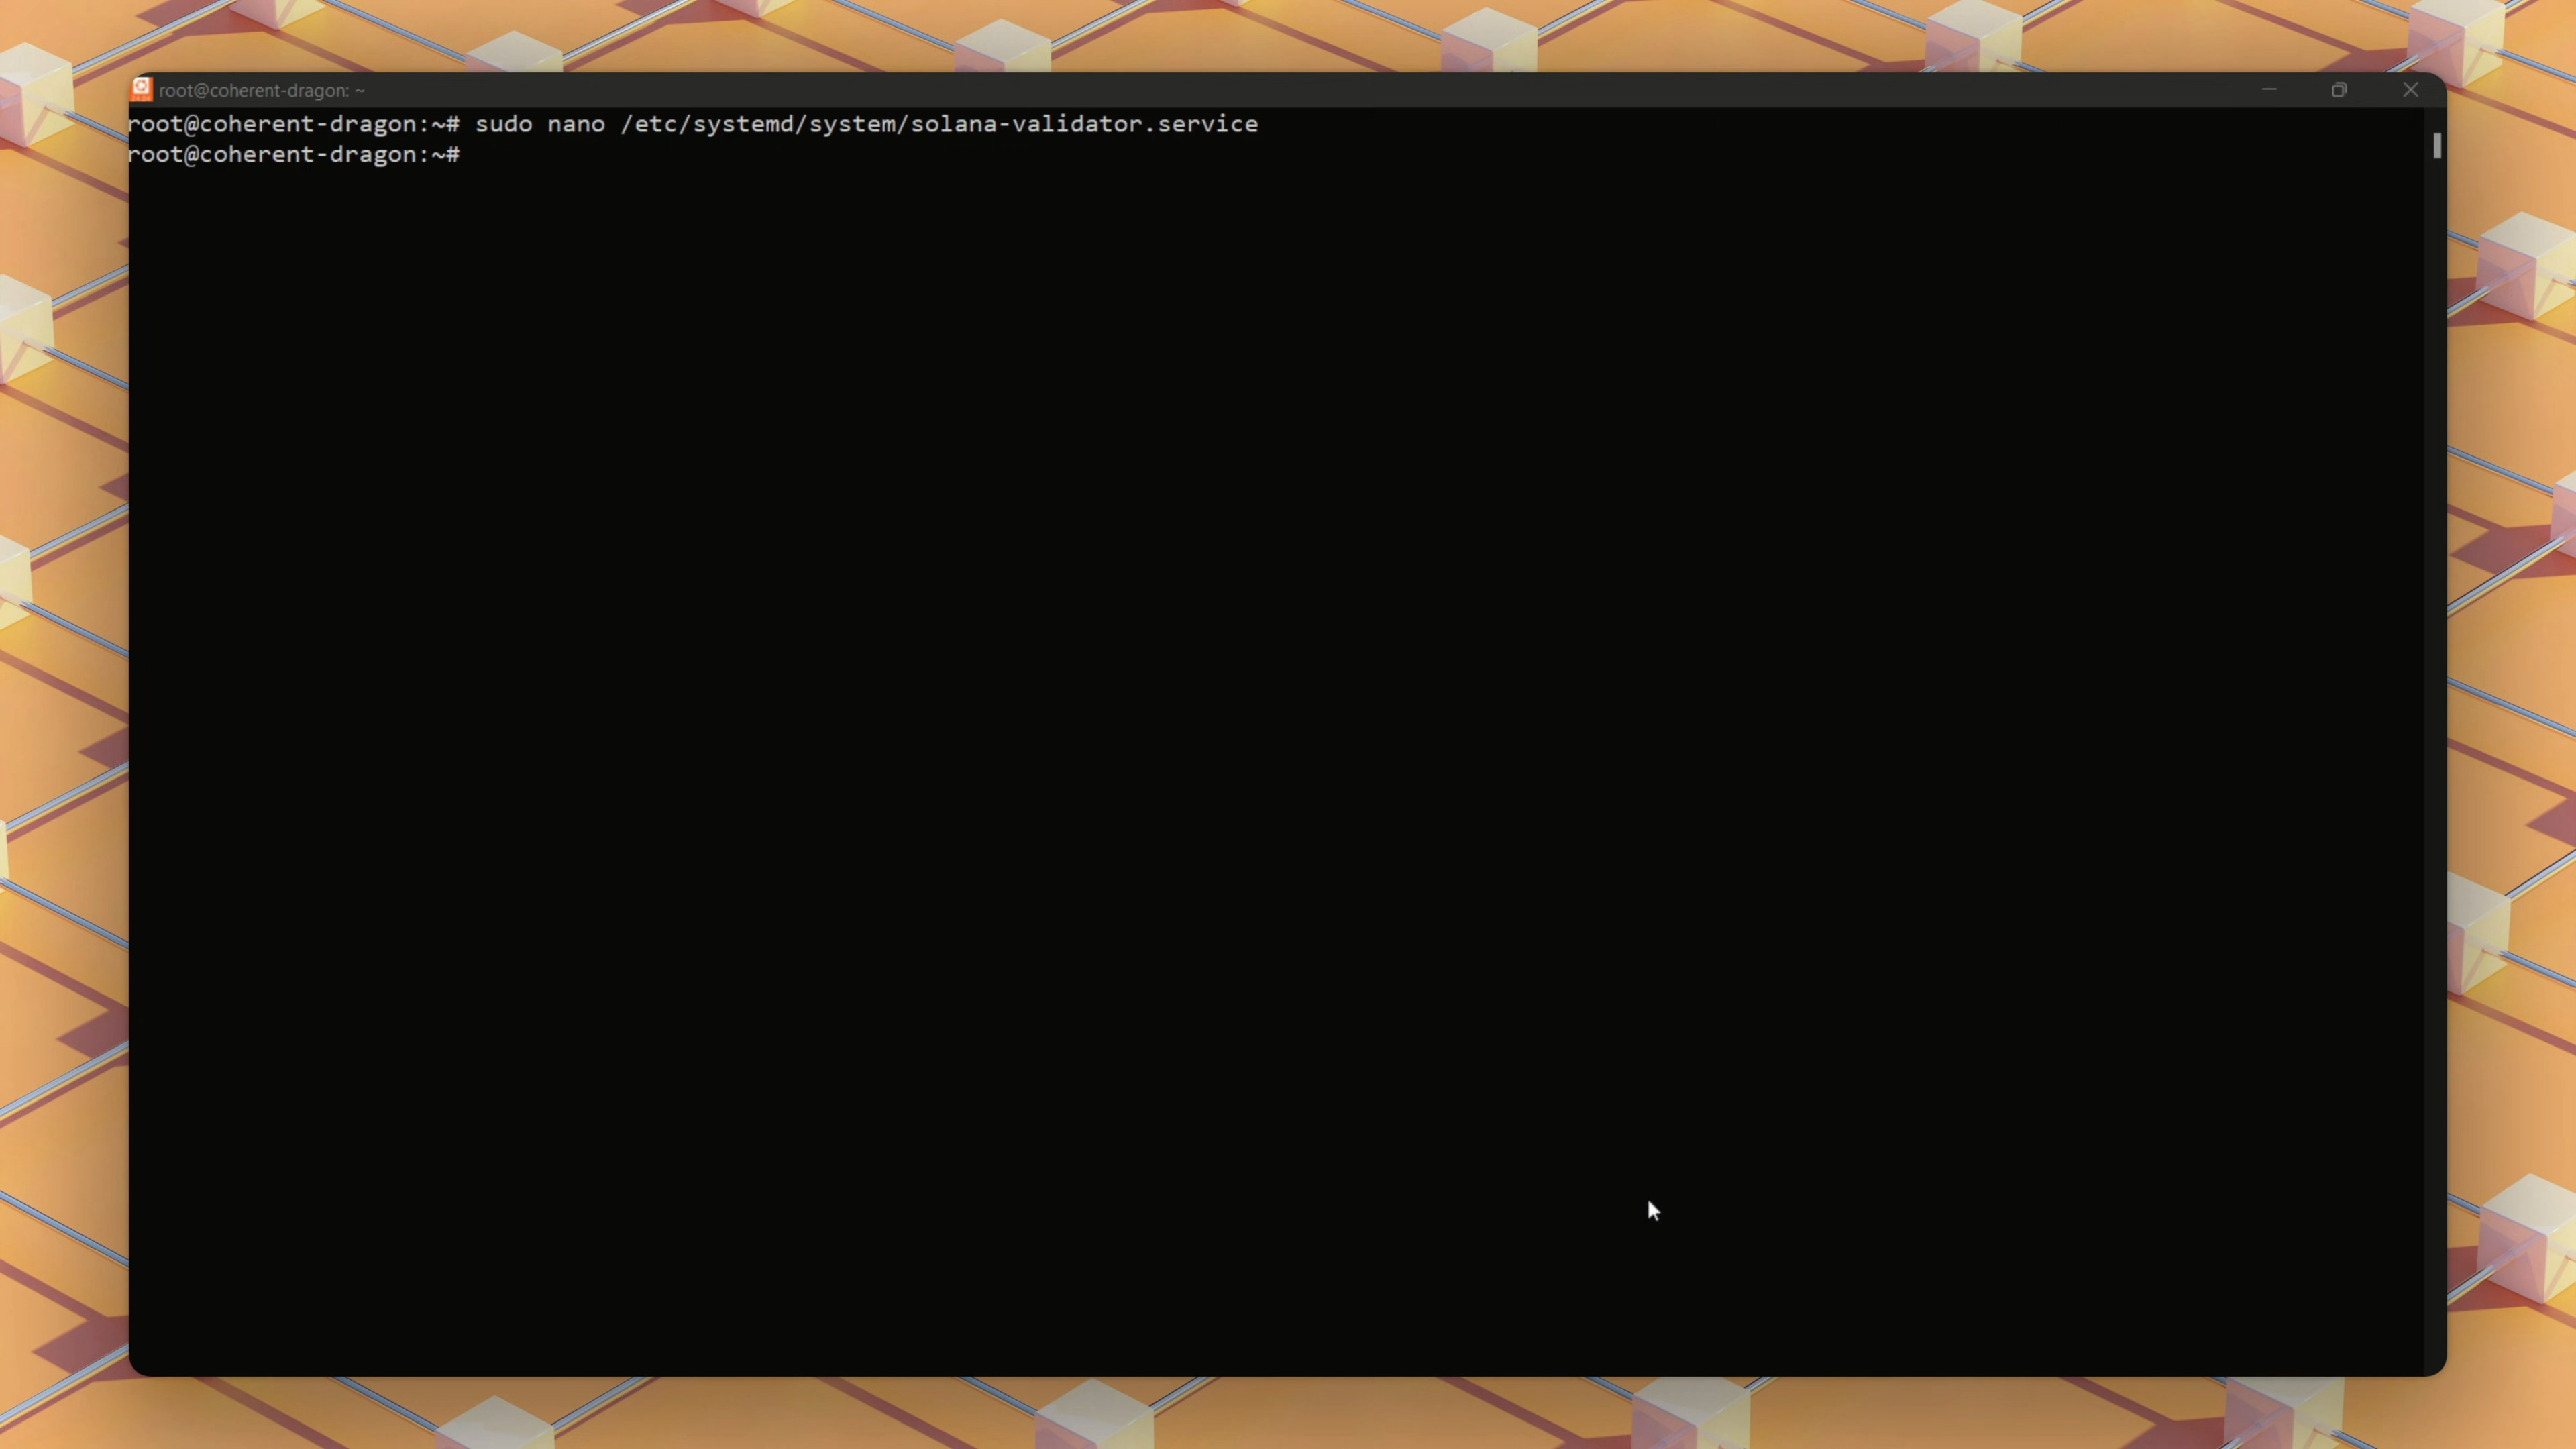 root@coherent-dragon: ~
root@coherent-dragon:~# sudo nano /etc/systemd/system/solana-validator.service
root@coherent-dragon:~#